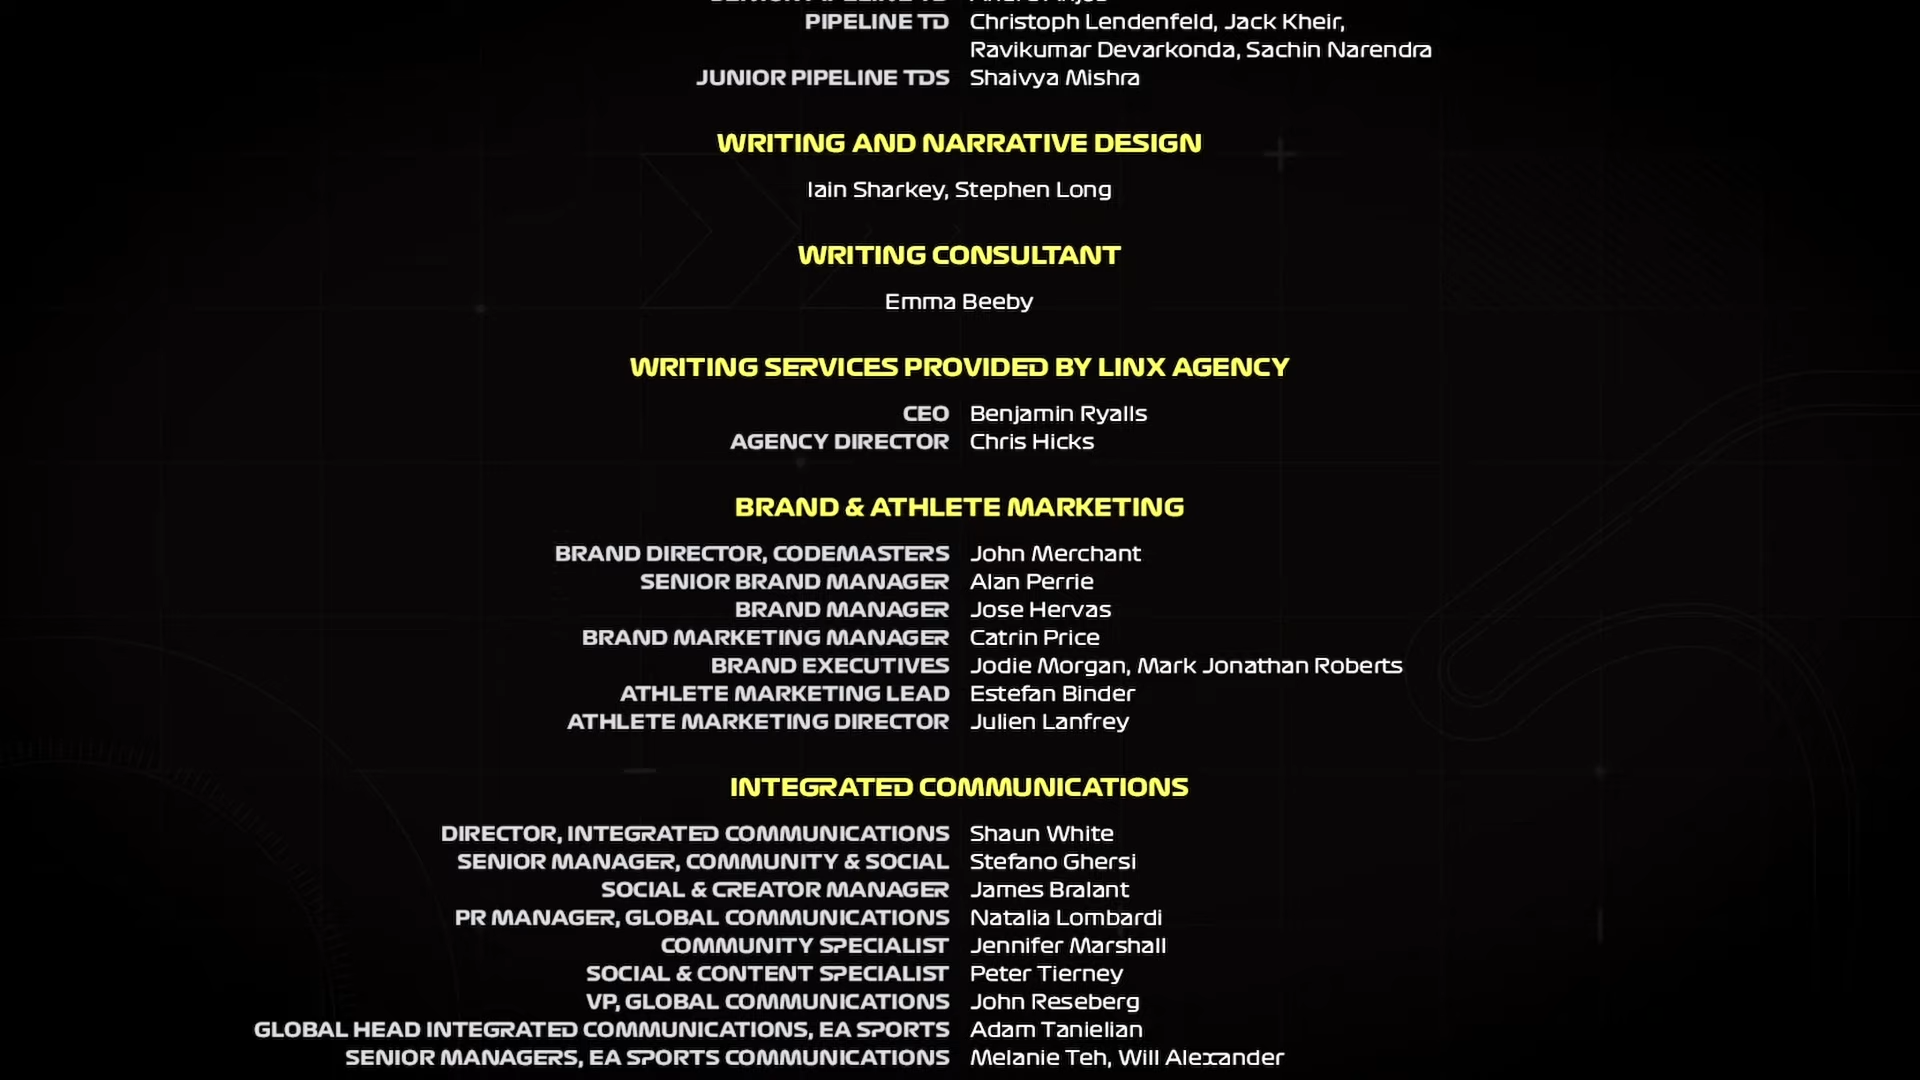 PIPELINE TD Christoph Lendenfeld, Jack Kheir,
Ravikumar Devarkonda, Sachin Narendra
JUNIOR PIPELINE TDS Shaivya Mishra
WRITING AND NARRATIVE DESIGN
Iain Sharkey, Stephen Long
WRITING CONSULTANT
Emma Beeby
WRITING SERVICES PROVIDED BY LINX AGENCY
CEO Benjamin Ryalls
AGENCY DIRECTOR Chris Hicks
BRAND & ATHLETE MARKETING
BRAND DIRECTOR, CODEMASTERS John Merchant
SENIOR BRAND MANAGER Alan Perrie
BRAND MANAGER Jose Hervas
BRAND MARKETING MANAGER Catrin Price
BRAND EXECUTIVES Jodie Morgan, Mark Jonathan Roberts
ATHLETE MARKETING LEAD Estefan Binder
ATHLETE MARKETING DIRECTOR Julien Lanfrey
INTEGRATED COMMUNICATIONS
DIRECTOR, INTEGRATED COMMUNICATIONS Shaun White
SENIOR MANAGER, COMMUNITY & SOCIAL Stefano Ghersi
SOCIAL & CREATOR MANAGER James Bralant
PR MANAGER, GLOBAL COMMUNICATIONS Natalia Lombardi
COMMUNITY SPECIALIST Jennifer Marshall
SOCIAL & CONTENT SPECIALIST Peter Tierney
VP, GLOBAL COMMUNICATIONS John Reseberg
GLOBAL HEAD INTEGRATED COMMUNICATIONS, EA SPORTS Adam Tanielian
SENIOR MANAGERS, EA SPORTS COMMUNICATIONS Melanie Teh, Will Alexander